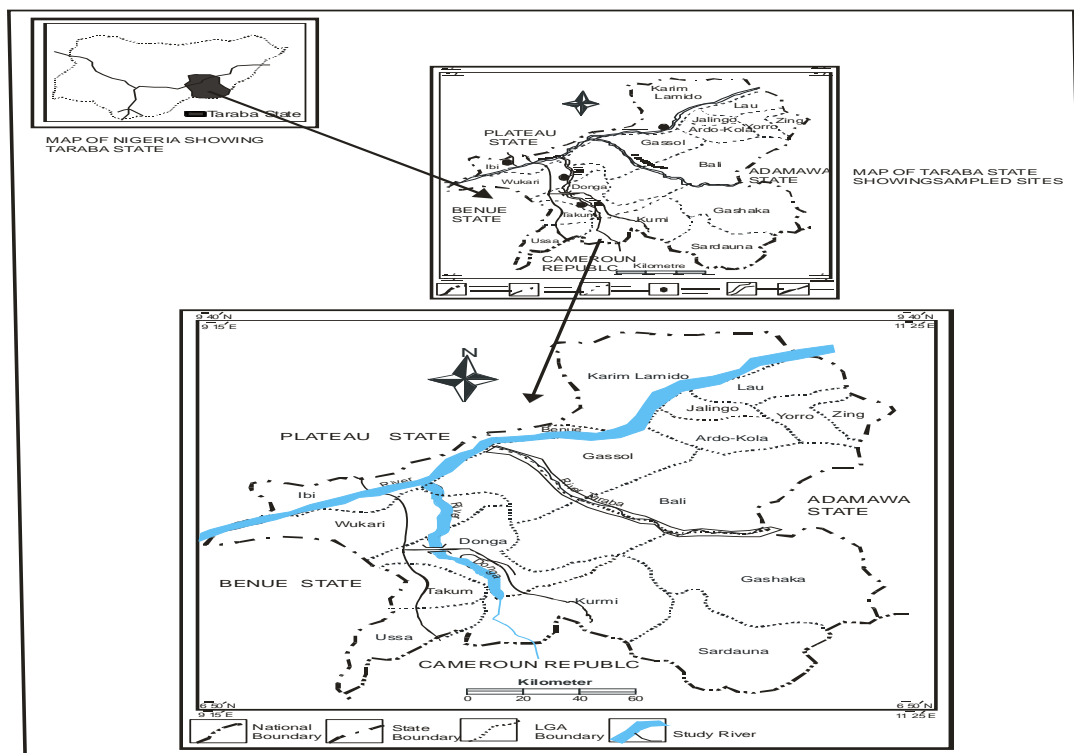 Taraba State
MAP OF NIGERIA SHOWING
TARABA STATE
Karim
Lamido
Lau
Jalingo
Zing
Yorro
Ardo-Kola
PLATEAU
STATE
Gassol
Ibi
Bali
ADAMAWA
STATE
Wukari
Donga
BENUE
STATE
Takum
Gashaka
Kurmi
Ussa
Sardauna
CAMEROUN
REPUBLC
Kilometre
MAP OF TARABA STATE
SHOWINGSAMPLED SITES
9 40 N
9 15 E
9 40 N
11 25 E
N
Karim Lamido
Lau
Jalingo
Yorro
Zing
Benue
PLATEAU STATE
Ardo-Kola
Gassol
River
Ibi
River Taraba
Bali
ADAMAWA
STATE
Wukari
River
Donga
Donga
BENUE STATE
Gashaka
Takum
Kurmi
Ussa
Sardauna
CAMEROUN REPUBLC
Kilometer
0 20 40 60
6 50 N
9 15 E
6 50 N
11 25 E
National
Boundary
State
Boundary
LGA
Boundary
Study River